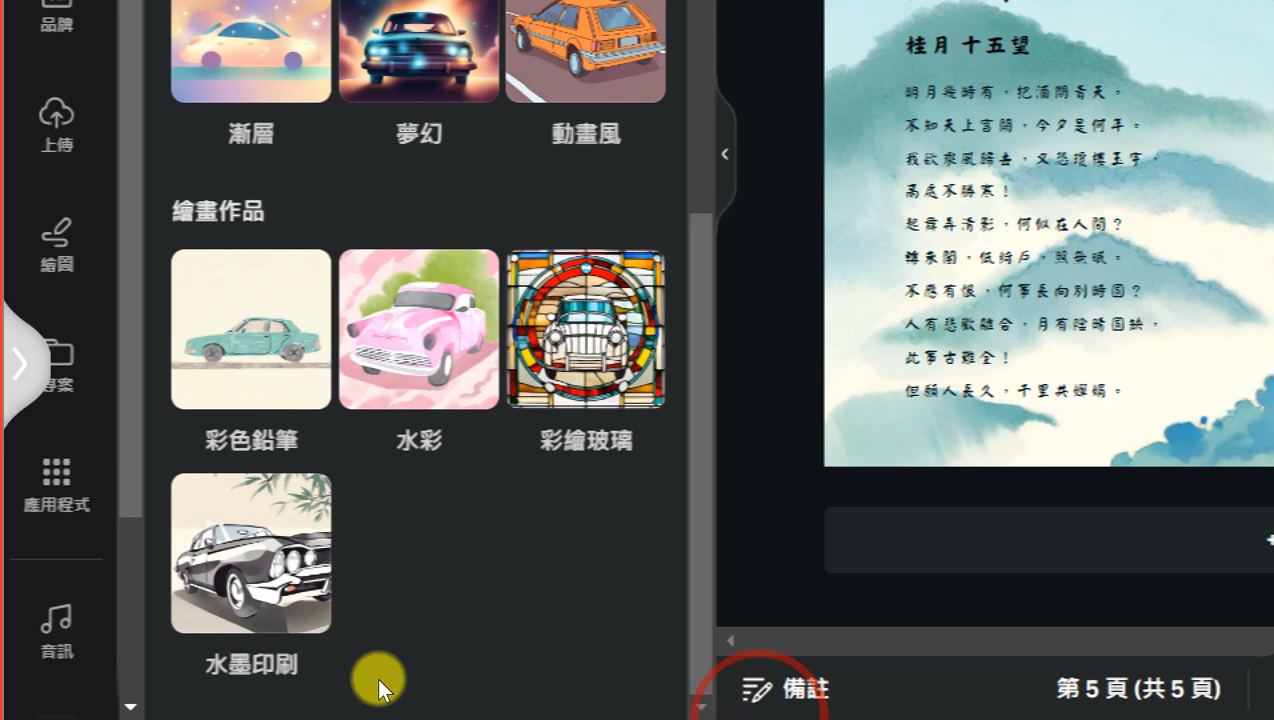 品牌
上傳
繪圖
專案
應用程式
音訊
漸層
夢幻
動畫風
繪畫作品
彩色鉛筆
水彩
彩繪玻璃
水墨印刷
桂月十五望
明月幾時有，把酒問青天。
不知天上宮闕，今夕是何年。
我欲乘風歸去，又恐瓊樓玉宇，
高處不勝寒！
起舞弄清影，何似在人間？
轉朱閣，低綺戶，照無眠。
不應有恨，何事長向別時圓？
人有悲歡離合，月有陰晴圓缺，
此事古難全！
但願人長久，千里共嬋娟。
備註
第 5 頁 (共 5 頁)